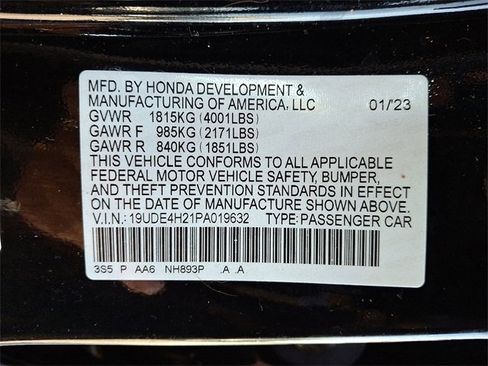 MFD. BY HONDA DEVELOPMENT &
MANUFACTURING OF AMERICA, LLC 01/'23
GVWR 1815KG (4001LBS)
GAWR F 985KG (2171LBS)
GAWR R 840KG (1851LBS)
THIS VEHICLE CONFORMS TO ALL APPLICABLE
FEDERAL MOTOR VEHICLE SAFETY, BUMPER,
AND THEFT PREVENTION STANDARDS IN EFFECT
ON THE DATE OF MANUFACTURE SHOWN ABOVE.
V.I.N.: 19UDE4H21PA019632 TYPE: PASSENGER CAR
3S5 P AA6 NH893P .A .A